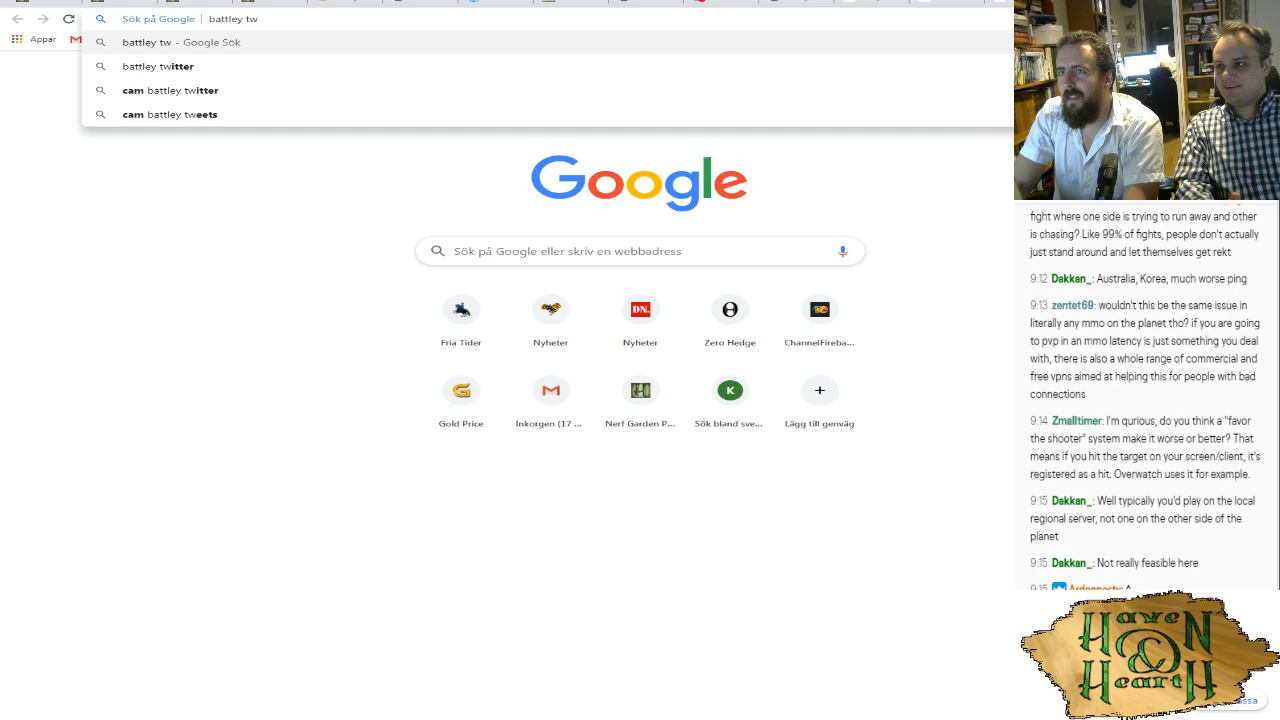 Sök på Google | battley tw
Appar
battley tw - Google Sök
battley twitter
cam battley twitter
cam battley tweets
Google
Sök på Google eller skriv en webbadress
Fria Tider
Nyheter
Nyheter
Zero Hedge
ChannelFireba...
DN.
Gold Price
Inkorgen (17 ...
Nerf Garden P...
K
Sök bland sve...
Lägg till genväg
fight where one side is trying to run away and other
is chasing? Like 99% of fights, people don't actually
just stand around and let themselves get rekt
9:12 Dakkan_: Australia, Korea, much worse ping
9:13 zentet69: wouldn't this be the same issue in
literally any mmo on the planet tho? if you are going
to pvp in an mmo latency is just something you deal
with, there is also a whole range of commercial and
free vpns aimed at helping this for people with bad
connections
9:14 Zmalltimer: I'm qurious, do you think a "favor
the shooter" system make it worse or better? That
means if you hit the target on your screen/client, it's
registered as a hit. Overwatch uses it for example.
9:15 Dakkan_: Well typically you'd play on the local
regional server, not one on the other side of the
planet
9:15 Dakkan_: Not really feasible here
HaveN
&
HeartH